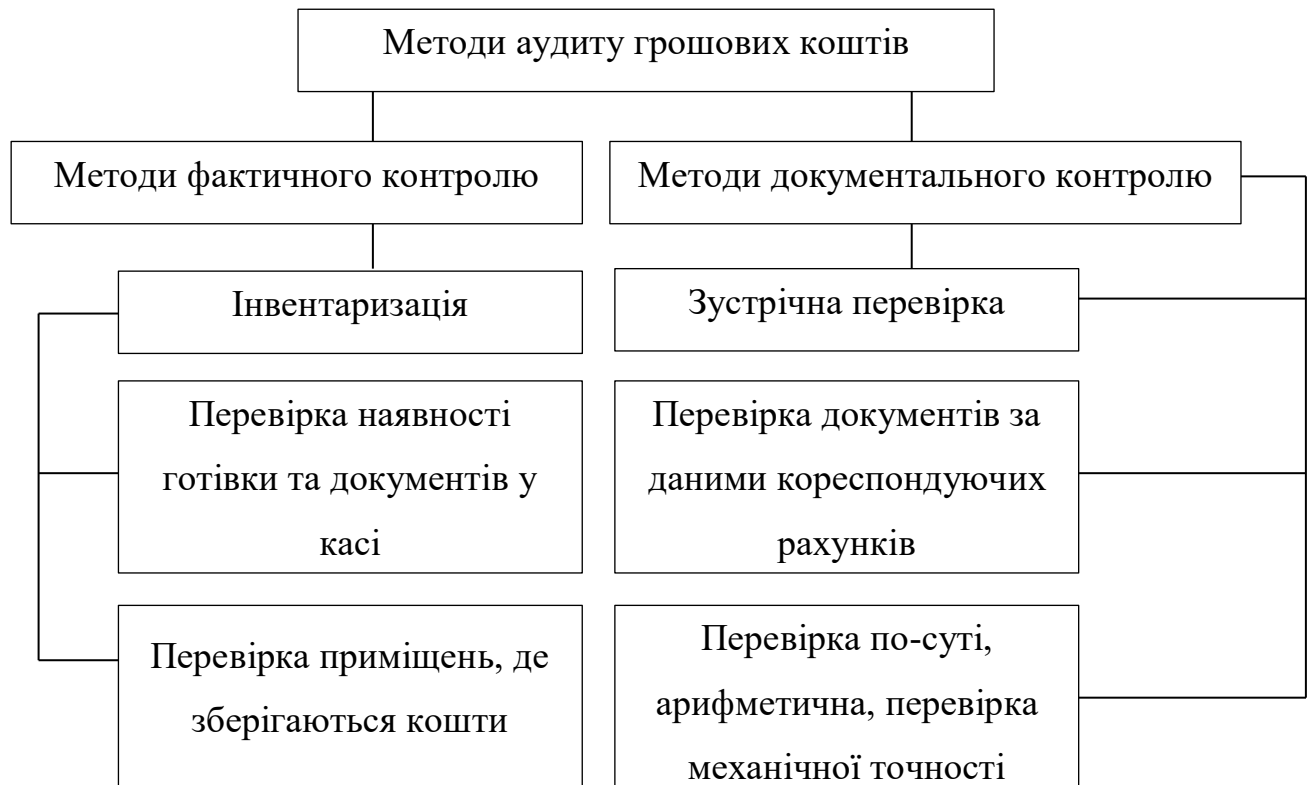 Методи аудиту грошових коштів
Методи фактичного контролю
Методи документального контролю
Інвентаризація
Зустрічна перевірка
Перевірка наявності
готівки та документів у
касі
Перевірка документів за
даними кореспондуючих
рахунків
Перевірка приміщень, де
зберігаються кошти
Перевірка по-суті,
арифметична, перевірка
механічної точності